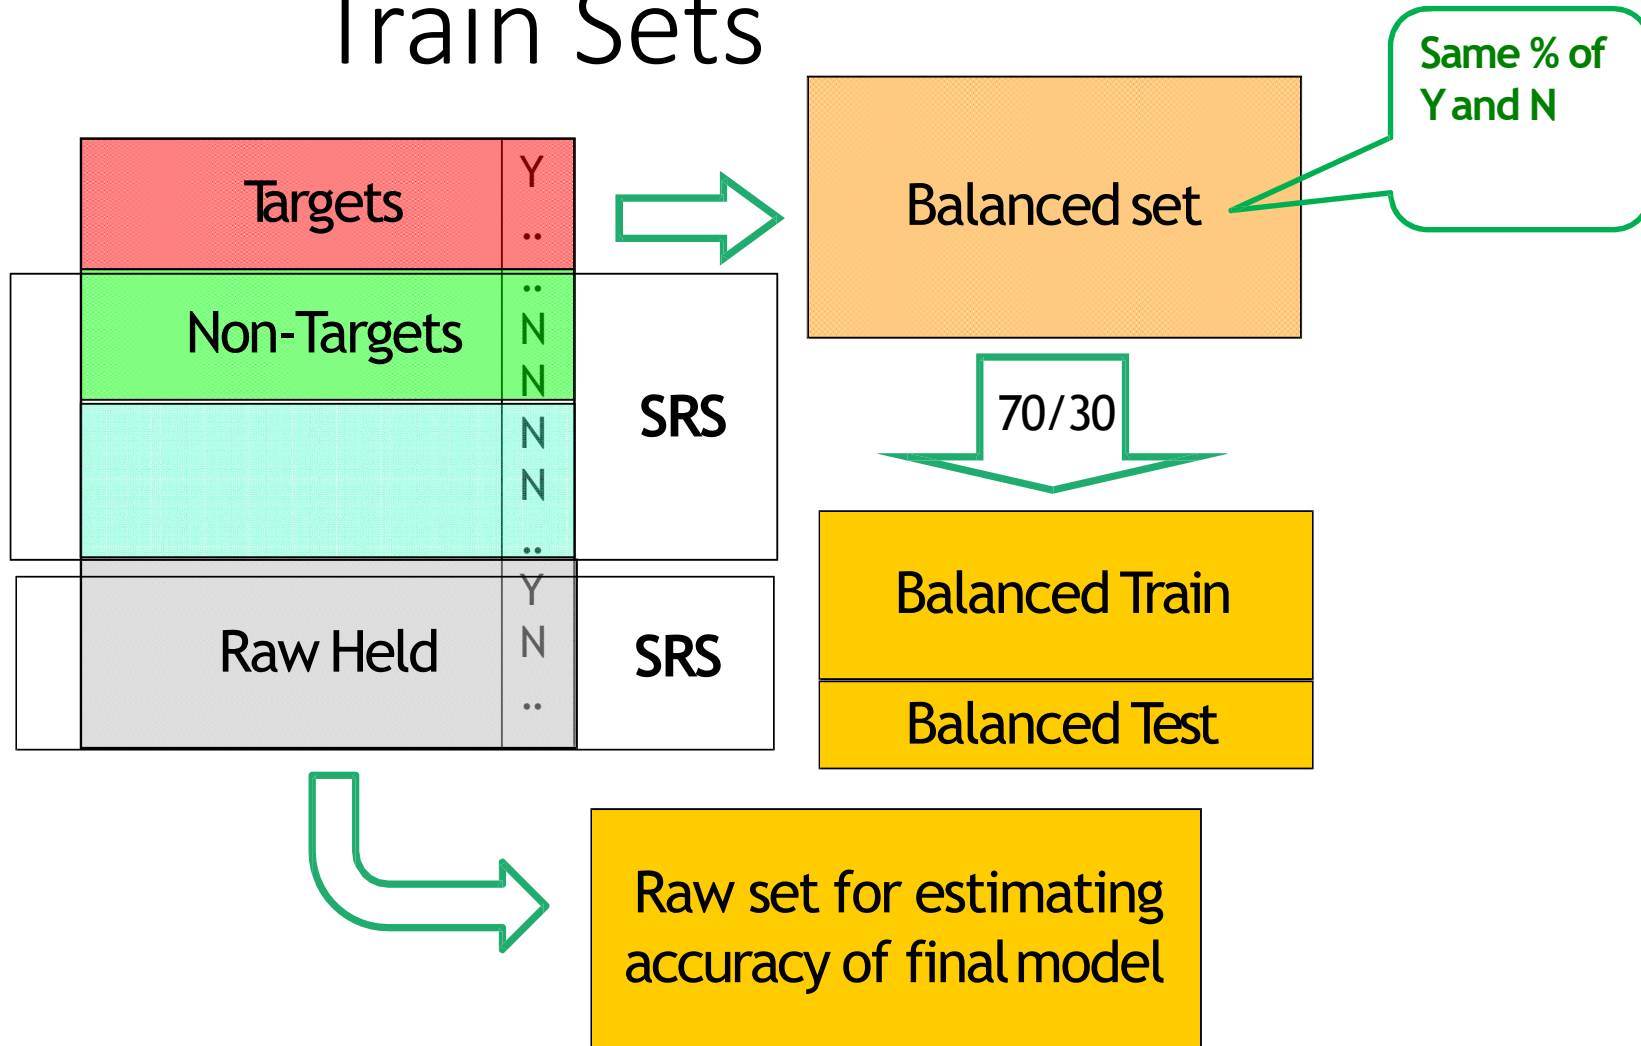 Train Sets
Same % of
Y and N
Targets
Y
..
Balanced set
Non-Targets
..
N
N
N
N
..
SRS
70/30
Raw Held
Y
N
..
SRS
Balanced Train
Balanced Test
Raw set for estimating
accuracy of final model